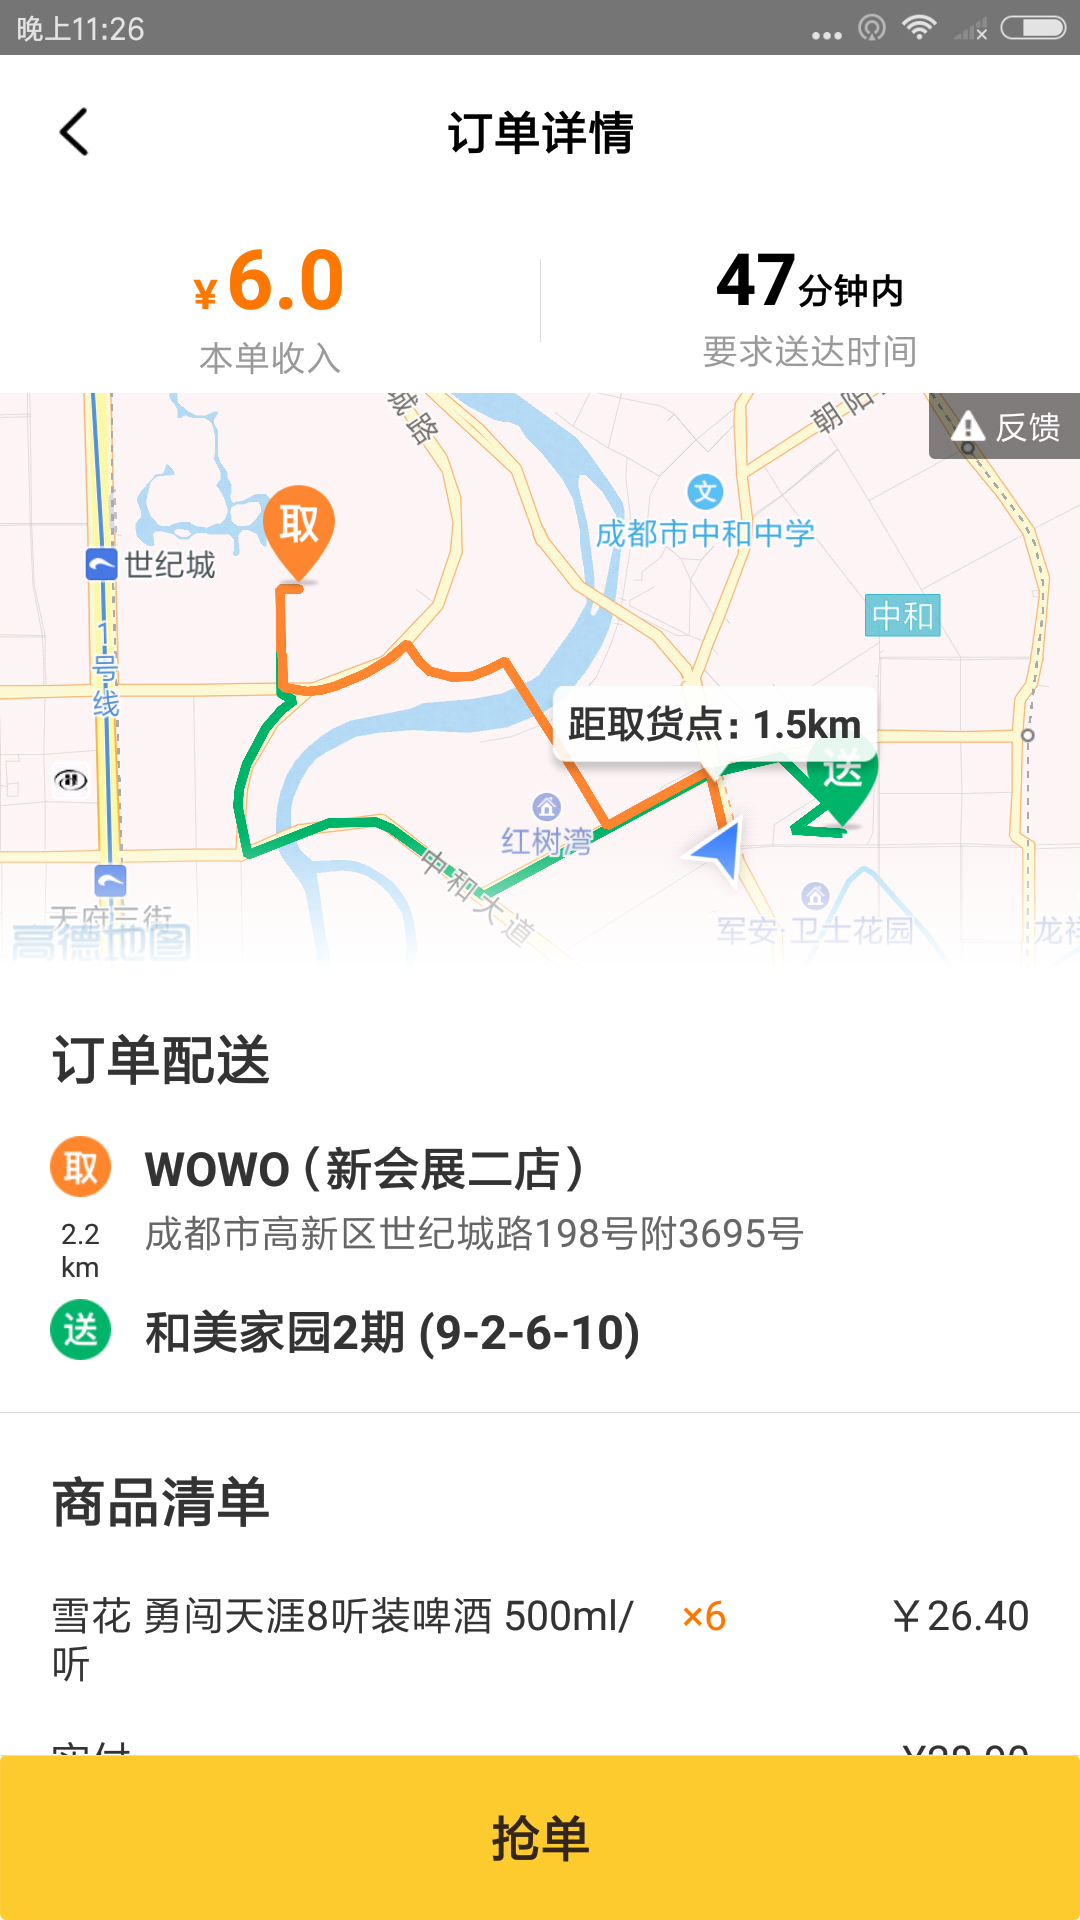 晚上11:26
订单详情
¥6.0
47分钟内
本单收入
要求送达时间
城路
朝阳
反馈
文
成都市中和中学
取
世纪城
中和
1号线
距取货点: 1.5km
送
红树湾
中和大道
天府三街
高德地图
军安·卫士花园
龙祥
订单配送
取 WOWO（新会展二店）
2.2 km
成都市高新区世纪城路198号附3695号
送 和美家园2期 (9-2-6-10)
商品清单
雪花 勇闯天涯8听装啤酒 500ml/ ×6 ￥26.40
听
抢单